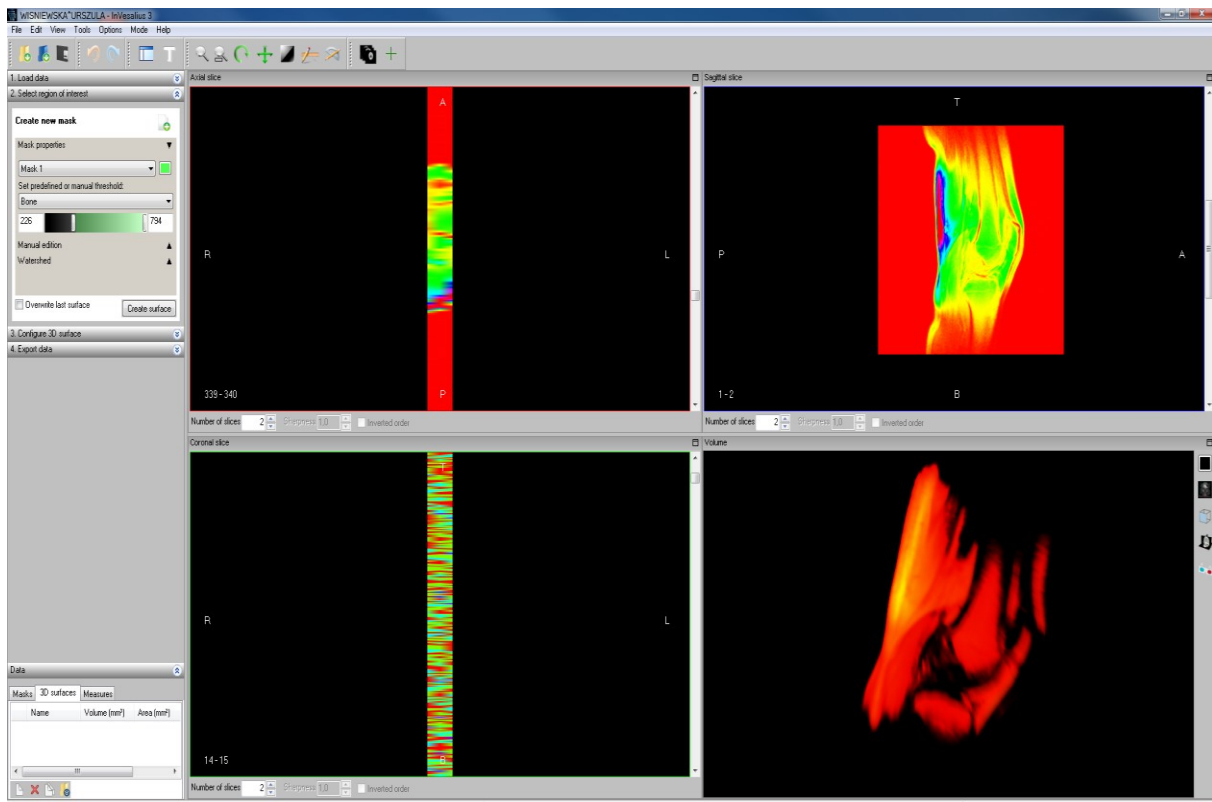 WISNIEWSKA^URSZULA - InVesalius 3
File Edit View Tools Options Mode Help
1. Load data
2. Select region of interest
Create new mask
Mask properties
Mask 1
Set predefined or manual threshold:
Bone
226 794
Manual edition
Watershed
Overwrite last surface
Create surface
3. Configure 3D surface
4. Export data
Data
Masks 3D surfaces Measures
Name Volume (mm³) Area (mm²)
Axial slice
A
R L
339-340 P
Number of slices 2 Sharpness 1,0 Inverted order
Sagittal slice
T
P A
1-2 B
Number of slices 2 Sharpness 1,0 Inverted order
Coronal slice
T
R L
14-15 B
Number of slices 2 Sharpness 1,0 Inverted order
Volume